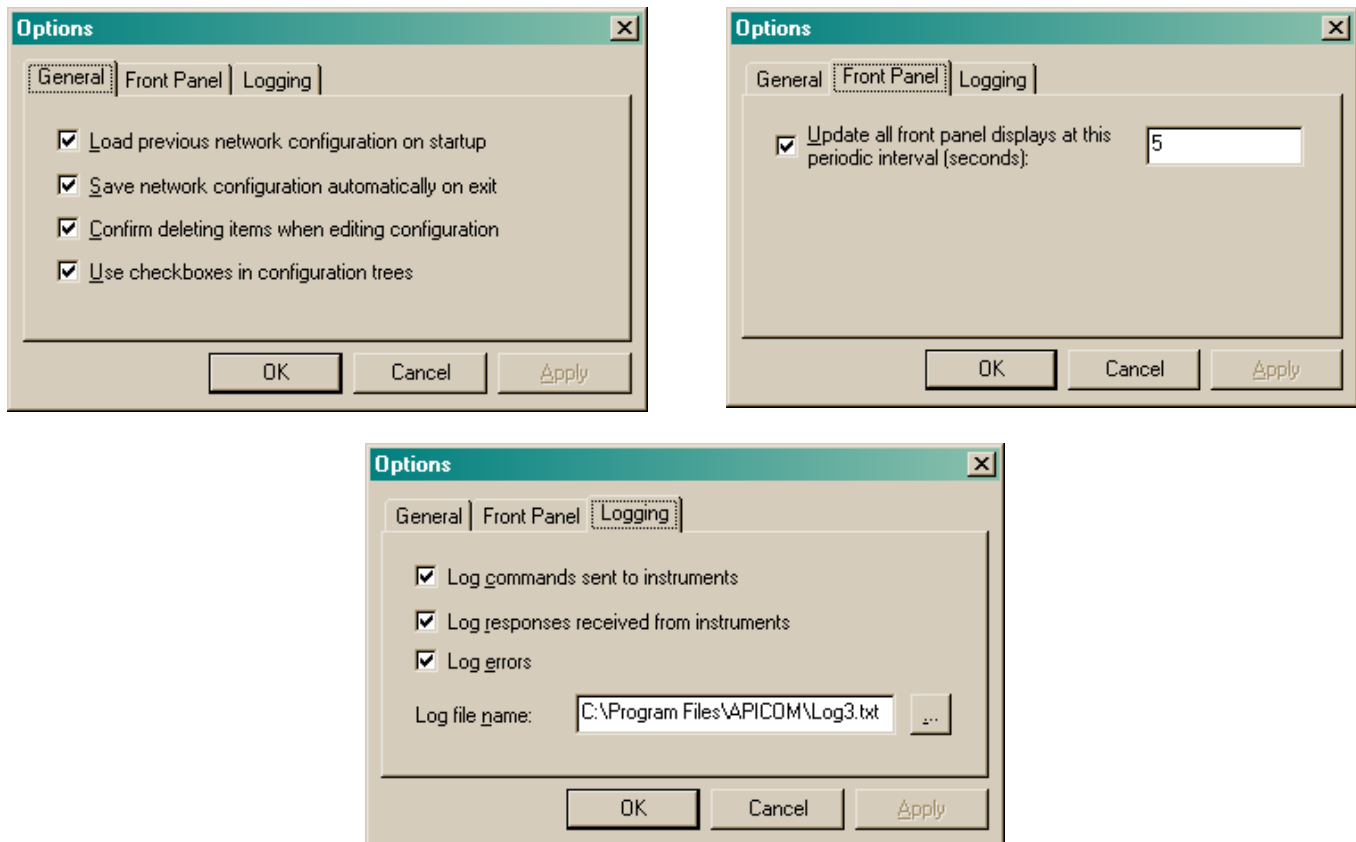 Options
General Front Panel Logging
Load previous network configuration on startup
Save network configuration automatically on exit
Confirm deleting items when editing configuration
Use checkboxes in configuration trees
OK Cancel Apply
Options
General Front Panel Logging
Update all front panel displays at this
periodic interval (seconds):
5
OK Cancel Apply
Options
General Front Panel Logging
Log commands sent to instruments
Log responses received from instruments
Log errors
Log file name: C:\Program Files\APICOM\Log3.txt ...
OK Cancel Apply